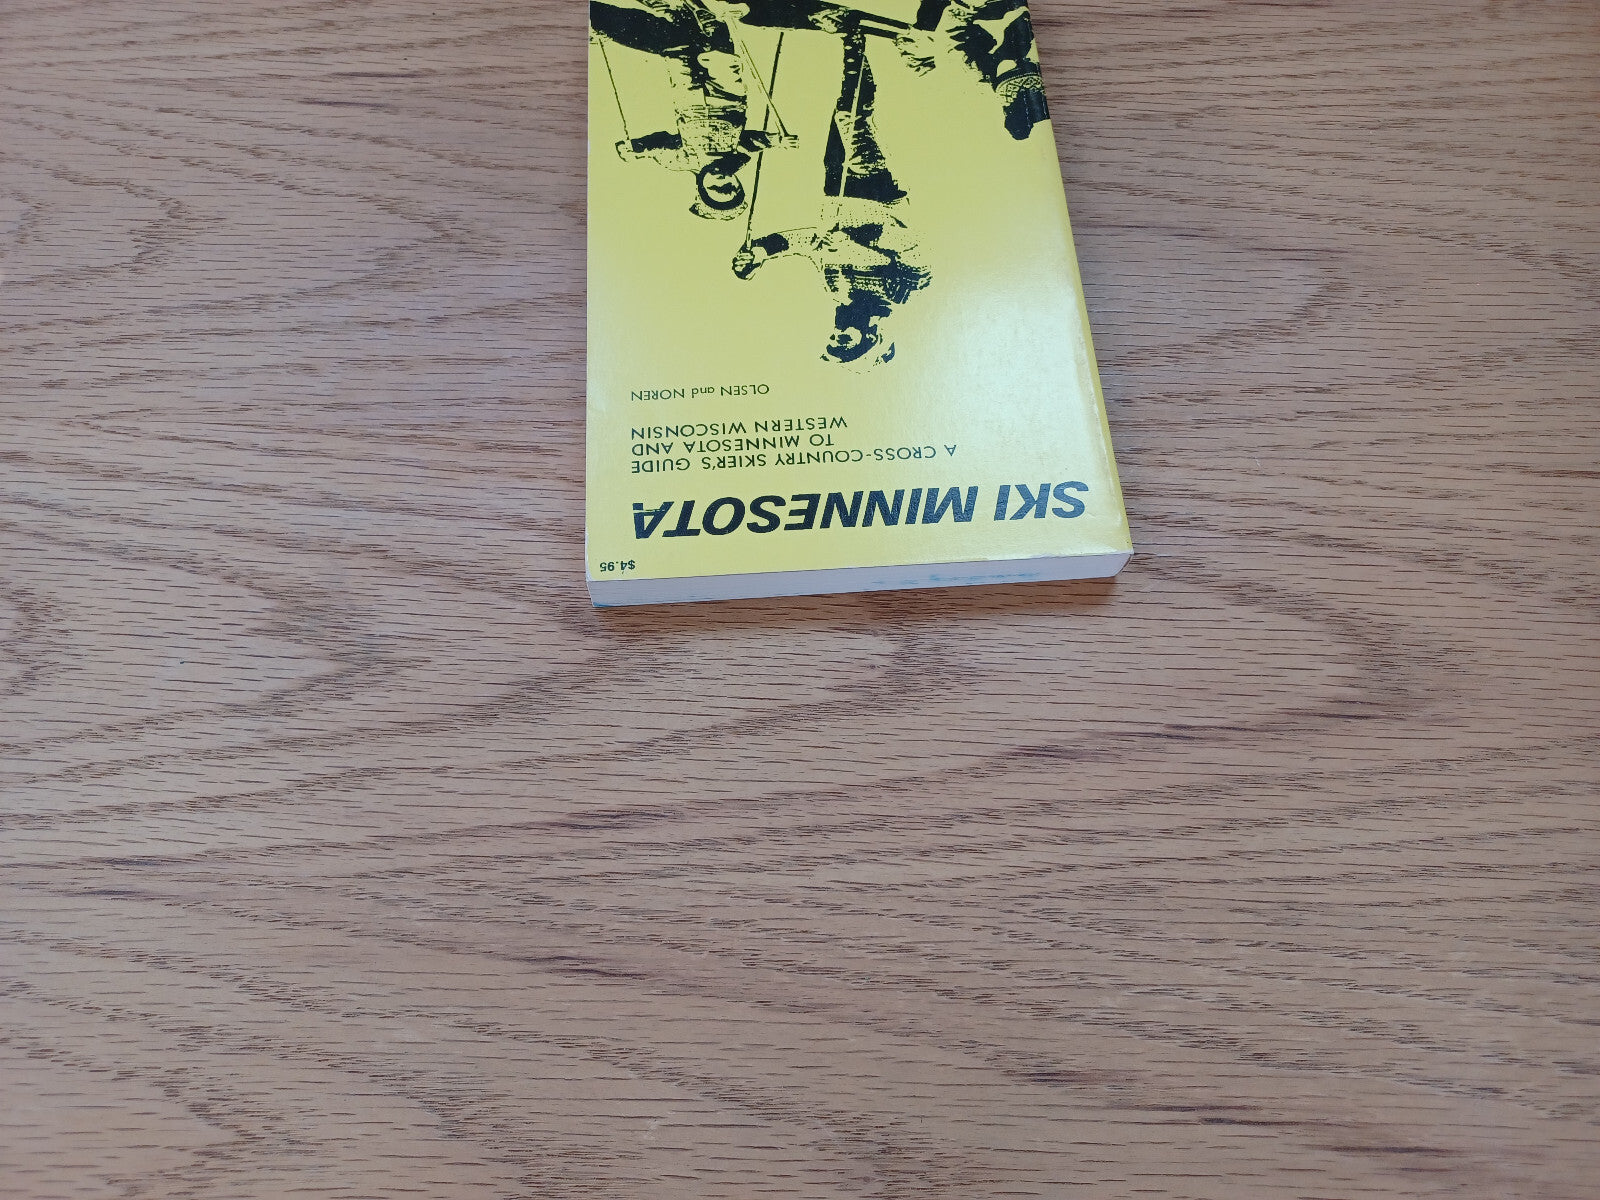 $4.95
SKI MINNESOTA
A CROSS-COUNTRY SKIER'S GUIDE
TO MINNESOTA AND
WESTERN WISCONSIN
OLSEN and NOREN